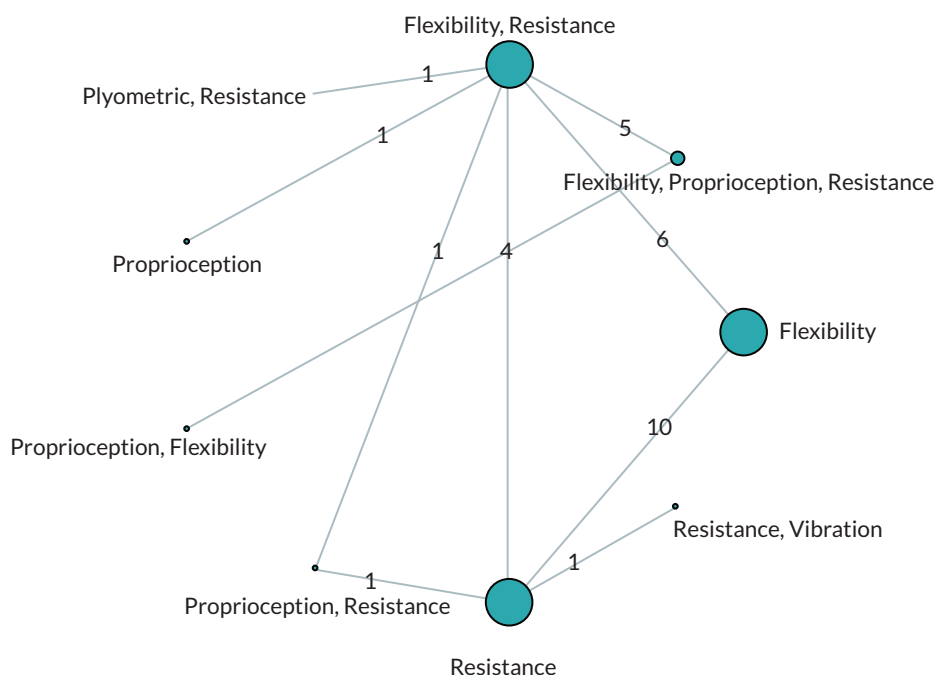 Flexibility, Resistance
1
Plyometric, Resistance
5
1
Flexibility, Proprioception, Resistance
6
1
4
Proprioception
Flexibility
10
Proprioception, Flexibility
Resistance, Vibration
1
1
Proprioception, Resistance
Resistance